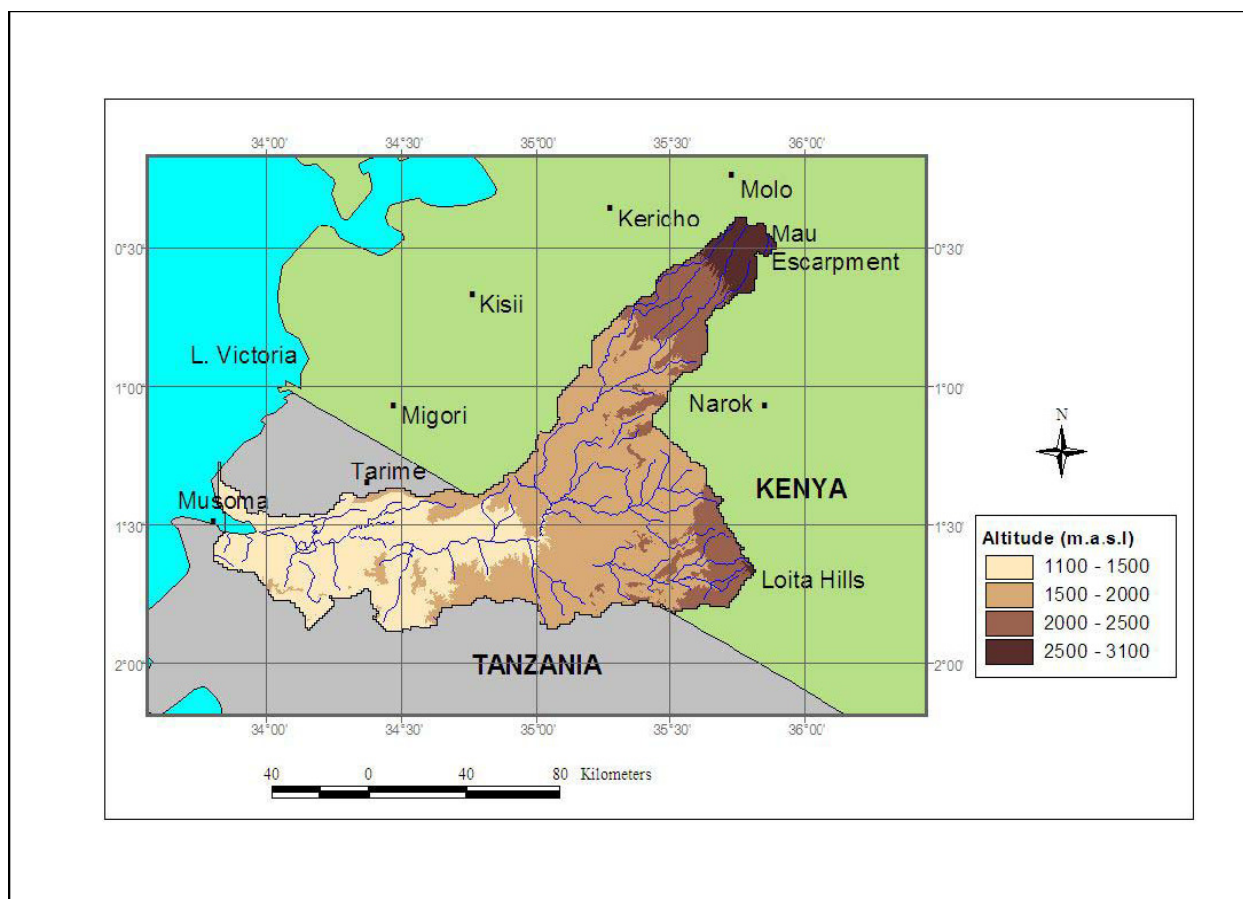 34°00' 34°30' 35°00' 35°30' 36°00'
Molo
Kericho
Mau
Escarpment
0°30' 0°30'
Kisii
L. Victoria
1°00' 1°00'
Narok
Migori
N
Tarime
KENYA
Musoma
1°30' 1°30'
Altitude (m.a.s.l)
1100 - 1500
1500 - 2000
2000 - 2500
2500 - 3100
Loita Hills
TANZANIA
2°00' 2°00'
34°00' 34°30' 35°00' 35°30' 36°00'
40 0 40 80 Kilometers